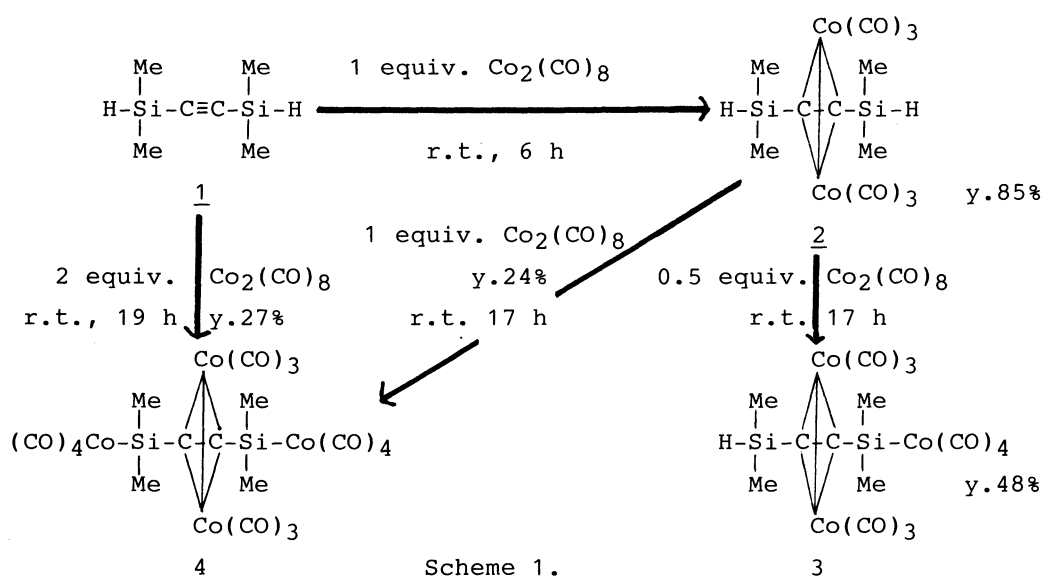 Co(CO)3
Me Me 1 equiv. Co2(CO)8 Me Me
H-Si-C≡C-Si-H H-Si-C-C-Si-H
Me Me r.t., 6 h Me Me
1 Co(CO)3 y.85%
1 equiv. Co2(CO)8 2
2 equiv. Co2(CO)8 y.24% 0.5 equiv. Co2(CO)8
r.t., 19 h y.27% r.t. 17 h r.t. 17 h
Co(CO)3 Co(CO)3
Me Me Me Me
(CO)4Co-Si-C-C-Si-Co(CO)4 H-Si-C-C-Si-Co(CO)4
Me Me Me Me y.48%
Co(CO)3 Co(CO)3
4 Scheme 1. 3